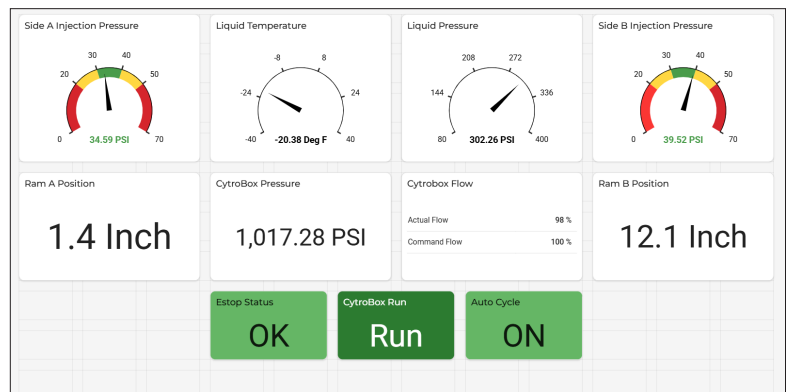 Side A Injection Pressure
30 40
20 50
0 70
34.59 PSI
Liquid Temperature
-8 8
-24 24
-40 40
-20.38 Deg F
Liquid Pressure
208 272
144 336
80 400
302.26 PSI
Side B Injection Pressure
30 40
20 50
0 70
39.52 PSI
Ram A Position
1.4 Inch
CytroBox Pressure
1,017.28 PSI
Cytrobox Flow
Actual Flow 98 %
Command Flow 100 %
Ram B Position
12.1 Inch
Estop Status
OK
CytroBox Run
Run
Auto Cycle
ON